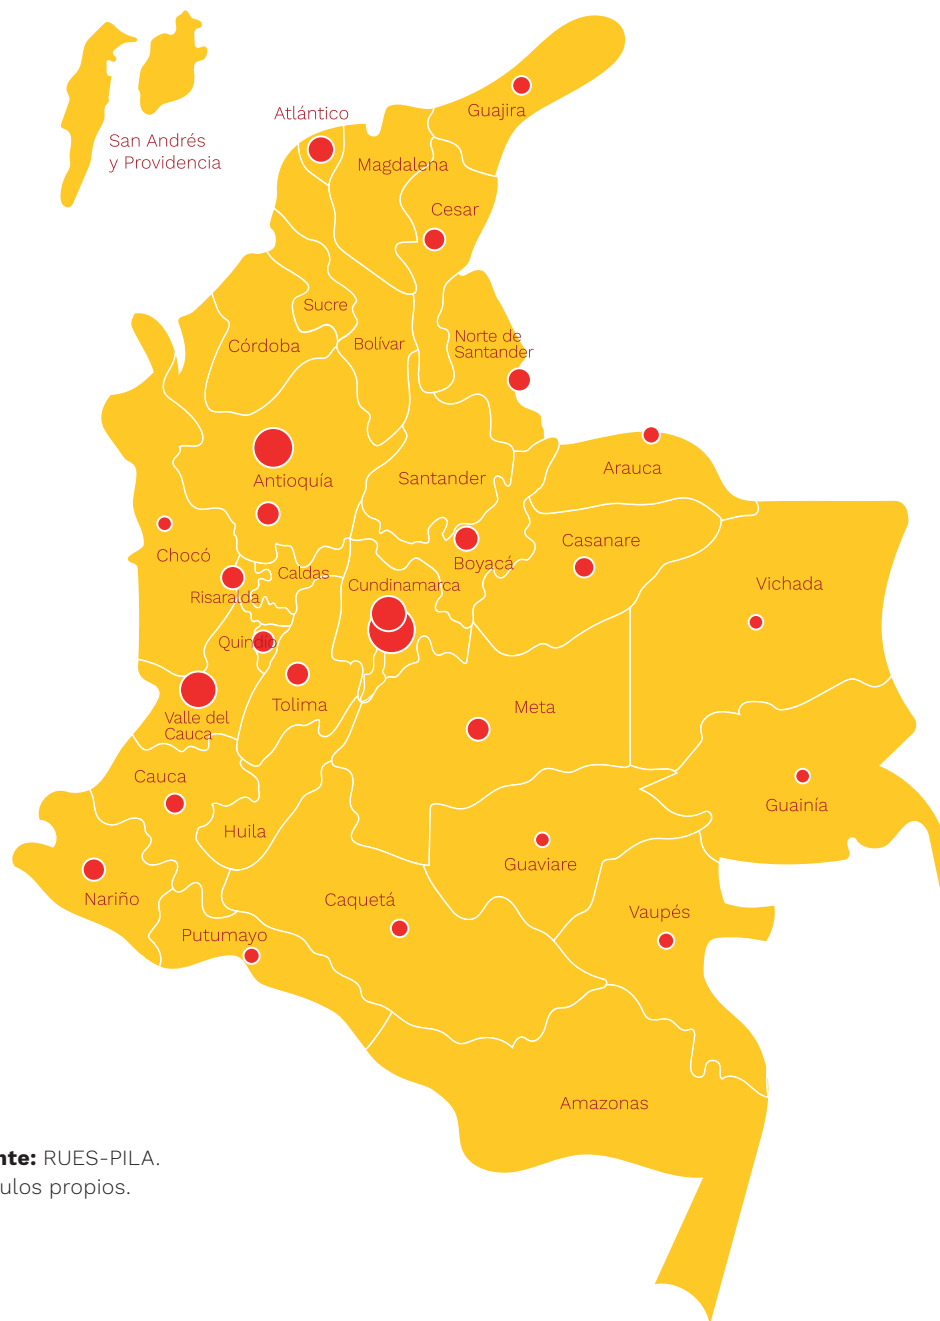 Guajira
Atlántico
San Andrés
y Providencia
Magdalena
Cesar
Sucre
Córdoba
Bolívar
Norte de
Santander
Arauca
Antioquía
Santander
Casanare
Chocó
Boyacá
Caldas
Cundinamarca
Vichada
Risaralda
Quindío
Tolima
Meta
Valle del
Cauca
Cauca
Guainía
Huila
Guaviare
Nariño
Caquetá
Vaupés
Putumayo
Amazonas
nte: RUES-PILA.
ulos propios.